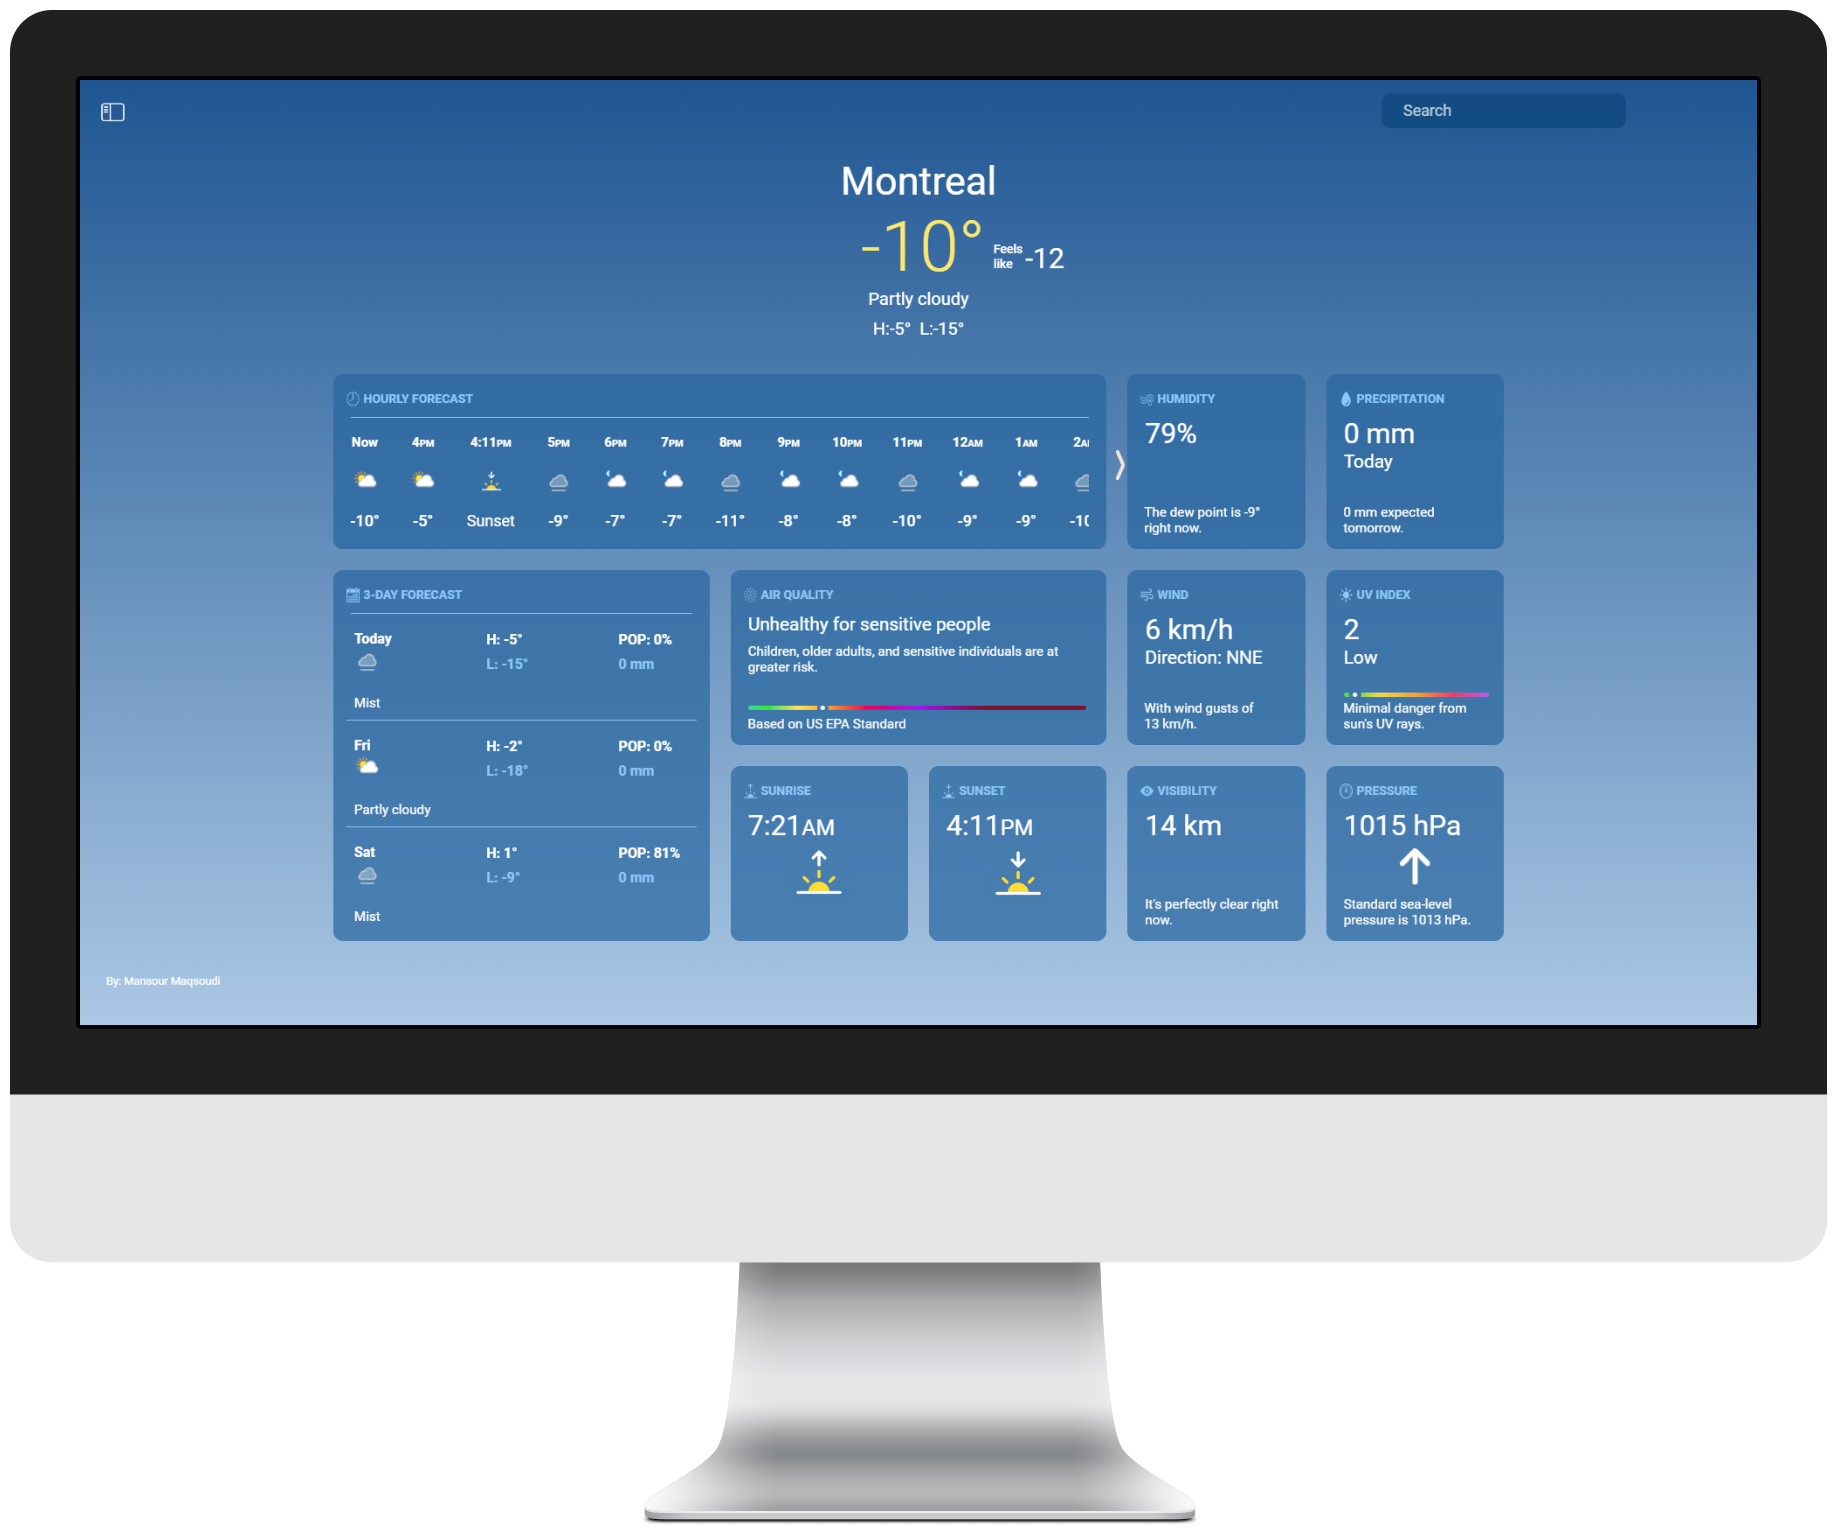 Search
Montreal
-10° Feels like -12
Partly cloudy
H:-5° L:-15°
HOURLY FORECAST
Now 4PM 4:11PM 5PM 6PM 7PM 8PM 9PM 10PM 11PM 12AM 1AM
-10° -5° Sunset -9° -7° -7° -11° -8° -8° -10° -9° -9°
HUMIDITY
79%
The dew point is -9°
right now.
PRECIPITATION
0 mm
Today
0 mm expected
tomorrow.
3-DAY FORECAST
Today H: -5° POP: 0%
L: -15° 0 mm
Mist
Fri H: -2° POP: 0%
L: -18° 0 mm
Partly cloudy
Sat H: 1° POP: 81%
L: -9° 0 mm
Mist
AIR QUALITY
Unhealthy for sensitive people
Children, older adults, and sensitive individuals are at
greater risk.
Based on US EPA Standard
WIND
6 km/h
Direction: NNE
With wind gusts of
13 km/h.
UV INDEX
2
Low
Minimal danger from
sun's UV rays.
SUNRISE
7:21AM
SUNSET
4:11PM
VISIBILITY
14 km
It's perfectly clear right
now.
PRESSURE
1015 hPa
Standard sea-level
pressure is 1013 hPa.
By: Mansour Maqsoudi